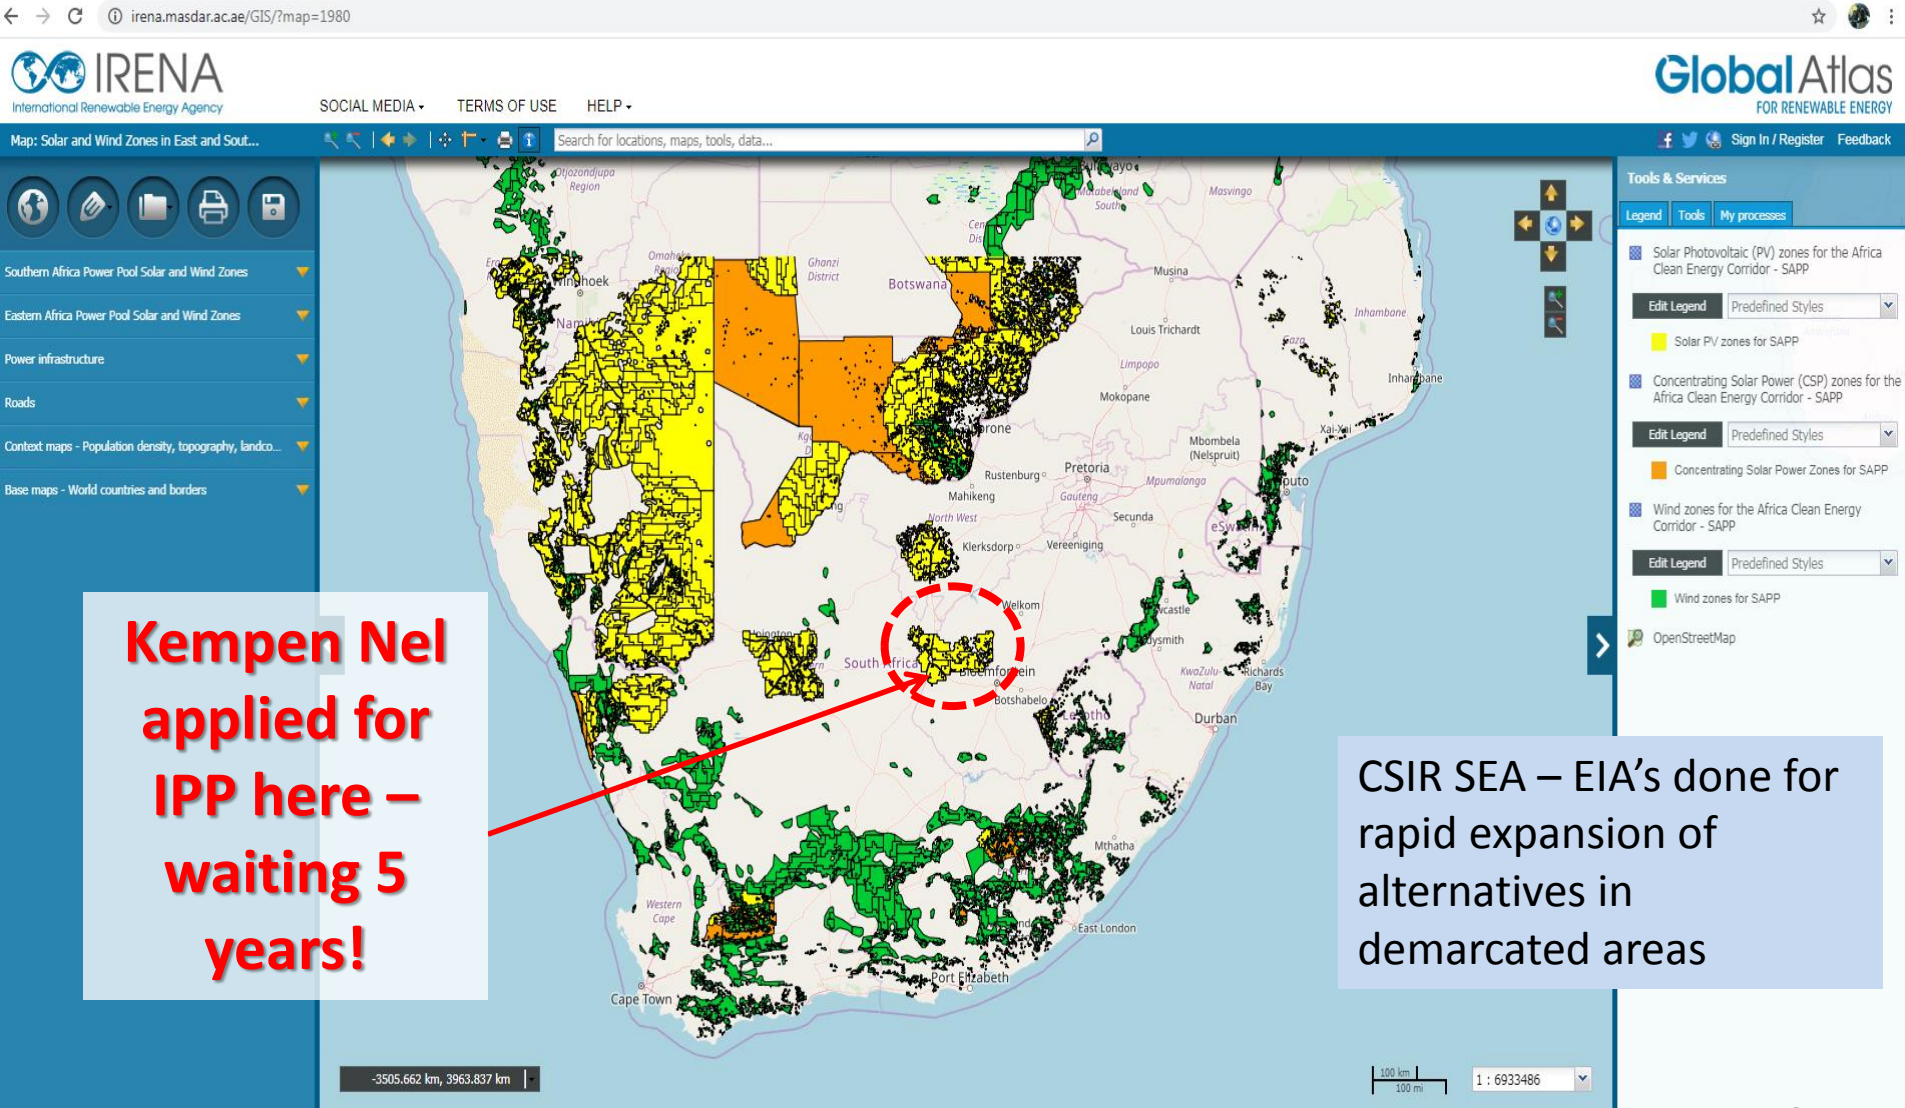 irena.masdar.ac.ae/GIS/?map=1980
IRENA
International Renewable Energy Agency
SOCIAL MEDIA
TERMS OF USE
HELP
Global Atlas
FOR RENEWABLE ENERGY
Map: Solar and Wind Zones in East and Sout...
Search for locations, maps, tools, data...
Sign In / Register
Feedback
Southern Africa Power Pool Solar and Wind Zones
Eastern Africa Power Pool Solar and Wind Zones
Power infrastructure
Roads
Context maps - Population density, topography, landco...
Base maps - World countries and borders
Otjozondjupa
Region
Masvingo
South
Omaheke
Ghanzi
District
Botswana
Musina
Inhambane
Louis Trichardt
Limpopo
Inhambane
Mokopane
Xai-Xai
Mbombela
(Nelspruit)
Rustenburg
Pretoria
Mpumalanga
Mahikeng
Gauteng
North West
Secunda
Klerksdorp
Vereeniging
Welkom
South Africa
Bloemfontein
Botshabelo
KwaZulu-
Natal
Richards
Bay
Durban
Mthatha
Western
Cape
East London
Port Elizabeth
Cape Town
Kempen Nel
applied for
IPP here –
waiting 5
years!
CSIR SEA – EIA's done for
rapid expansion of
alternatives in
demarcated areas
Tools & Services
Legend
Tools
My processes
Solar Photovoltaic (PV) zones for the Africa
Clean Energy Corridor - SAPP
Edit Legend
Predefined Styles
Solar PV zones for SAPP
Concentrating Solar Power (CSP) zones for the
Africa Clean Energy Corridor - SAPP
Edit Legend
Predefined Styles
Concentrating Solar Power Zones for SAPP
Wind zones for the Africa Clean Energy
Corridor - SAPP
Edit Legend
Predefined Styles
Wind zones for SAPP
OpenStreetMap
-3505.662 km, 3963.837 km
100 km
100 mi
1 : 6933486